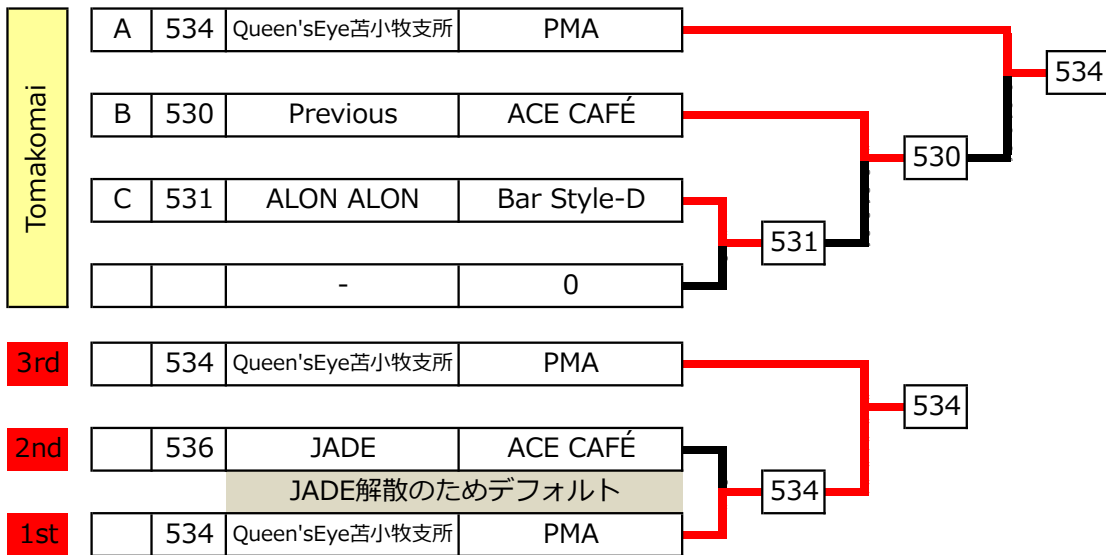 Tomakomai
A 534 Queen'sEye苫小牧支所 PMA
534
B 530 Previous ACE CAFÉ
530
C 531 ALON ALON Bar Style-D
531
- 0
3rd 534 Queen'sEye苫小牧支所 PMA
534
2nd 536 JADE ACE CAFÉ
JADE解散のためデフォルト
534
1st 534 Queen'sEye苫小牧支所 PMA